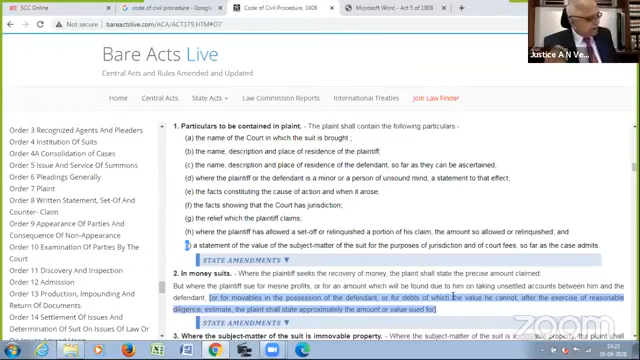 SCC Online
code of civil procedure - Goo
Code of Civil Procedure, 1908
Microsoft Word - Act 5 of 1908
bareactslive.com/ACA/ACT379.HTM#O7
Bare Acts Live
Central Acts and Rules Amended and Updated
Home
Central Acts
State Acts
Law Commission Reports
International Treaties
Join Law Firm
Order 3 Recognized Agents And Pleaders
Order 4 Institution Of Suits
Order 4A Consolidation of Cases
Order 5 Issue And Service of Summons
Order 6 Pleadings Generally
Order 7 Plaint
Order 8 Written Statement, Set-Of and
Counter- Claim
Order 9 Appearance Of Parties And
Consequence Of Non-Appearance
Order 10 Examination Of Parties By the
Court
Order 11 Discovery And Inspection
Order 12 Admissions
Order 13 Production, Impounding And
Return Of Documents
Order 14 Settlement Of Issues And
1. Particulars to be contained in plaint. - The plaint shall contain the following particulars:-
(a) the name of the Court in which the suit is brought ;
(b) the name, description and place of residence of the plaintiff;
(c) the name, description and place of residence of the defendant, so far as they can be ascertained;
(d) where the plaintiff or the defendant is a minor or a person of unsound mind, a statement to that effect;
(e) the facts constituting the cause of action and when it arose;
(f) the facts showing that the Court has jurisdiction;
(g) the relief which the plaintiff claims;
(h) where the plaintiff has allowed a set-off or relinquished a portion of his claim, the amount so allowed or relinquished; and
(i) a statement of the value of the subject-matter of the suit for the purposes of jurisdiction and of court fees, so far as the case admits.
STATE AMENDMENTS
2. In money suits. - Where the plaintiff seeks the recovery of money, the plaint shall state the precise amount claimed:
But where the plaintiff sue for mesne profits, or for an amount which will be found due to him on taking unsettled accounts between him and the
defendant, [or for movables in the possession of the defendant, or for debts of which the value he cannot, after the exercise of reasonable
diligence, estimate, the plaint shall state approximately the amount or value sued for].
STATE AMENDMENTS
3. Where the subject-matter of the suit is immovable property. - Where the subject-matter of the suit is immovable property, the
Justice A N Ve
zoom
19:22
16-09-2020